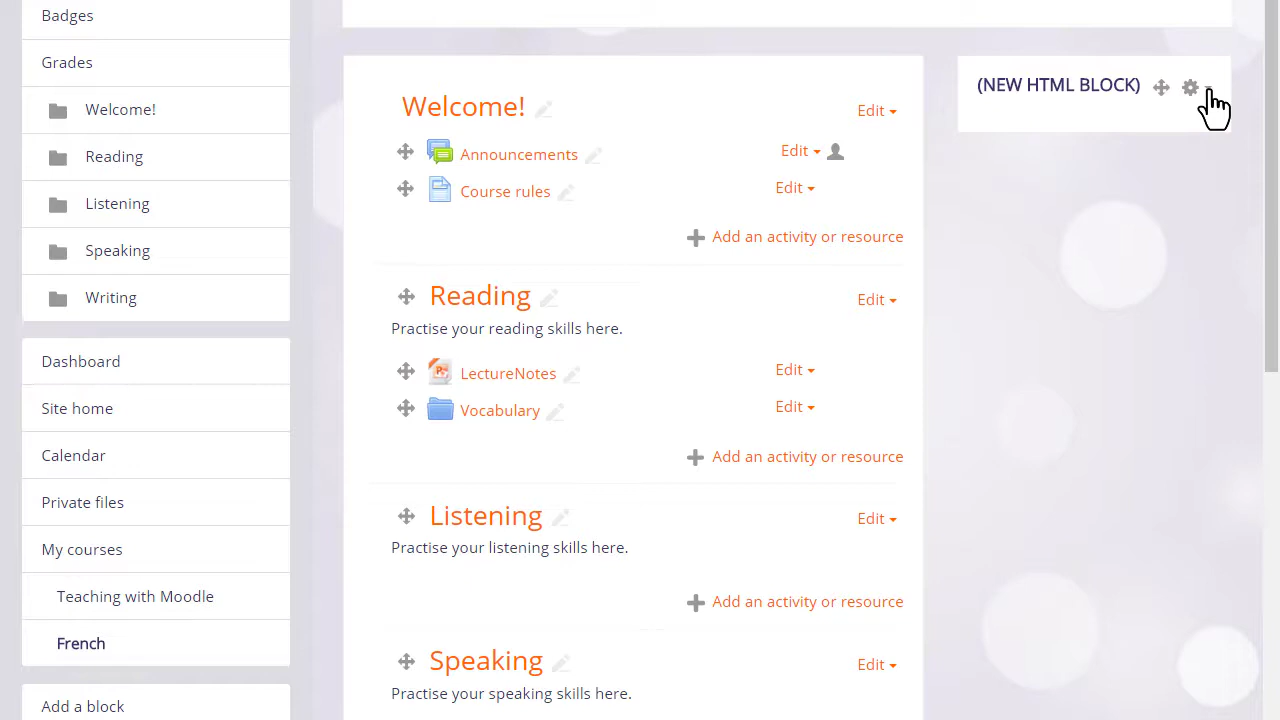 Badges
Grades
Welcome!
Reading
Listening
Speaking
Writing
Dashboard
Site home
Calendar
Private files
My courses
Teaching with Moodle
French
Add a block
Welcome!
Edit
Announcements
Edit
Course rules
Edit
Add an activity or resource
Reading
Edit
Practise your reading skills here.
LectureNotes
Edit
Vocabulary
Edit
Add an activity or resource
Listening
Edit
Practise your listening skills here.
Add an activity or resource
Speaking
Edit
Practise your speaking skills here.
(NEW HTML BLOCK)